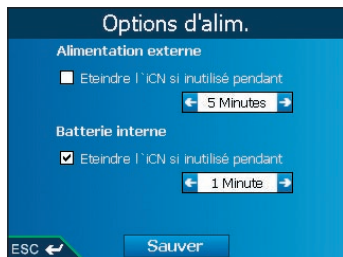 Options d'alim.
Alimentation externe
Eteindre l`iCN si inutilisé pendant
5 Minutes
Batterie interne
Eteindre l`iCN si inutilisé pendant
1 Minute
ESC
Sauver